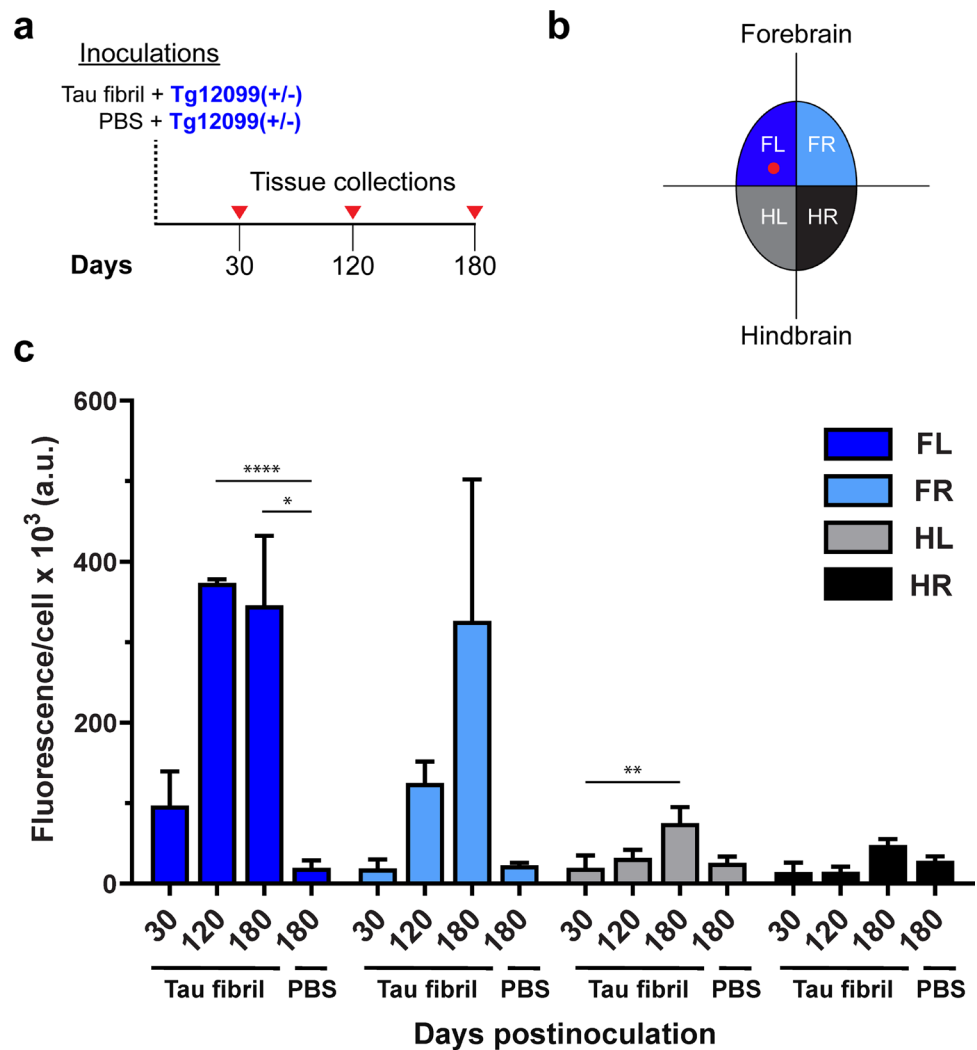 a
Inoculations
Tau fibril + Tg12099(+/-)
PBS + Tg12099(+/-)
Tissue collections
Days 30 120 180
b
Forebrain
FL FR
HL HR
Hindbrain
c
Fluorescence/cell x 10³ (a.u.)
600
400
200
0
****
*
**
FL
FR
HL
HR
30 120 180 180 30 120 180 180 30 120 180 180 30 120 180 180
Tau fibril PBS Tau fibril PBS Tau fibril PBS Tau fibril PBS
Days postinoculation